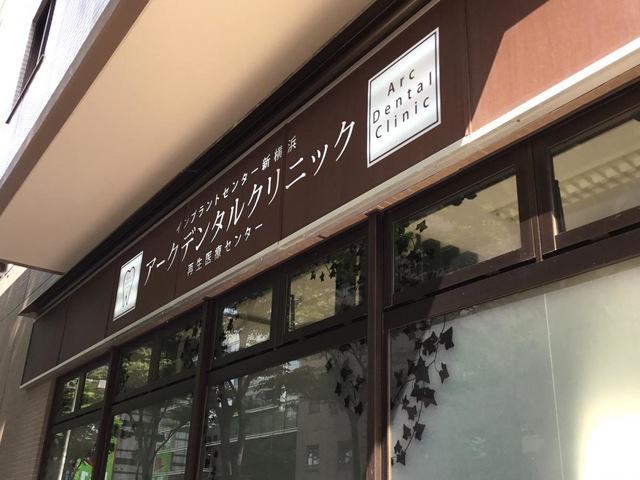 インプラントセンター新横浜
アークデンタルクリニック
再生医療センター
Arc
Dental
Clinic